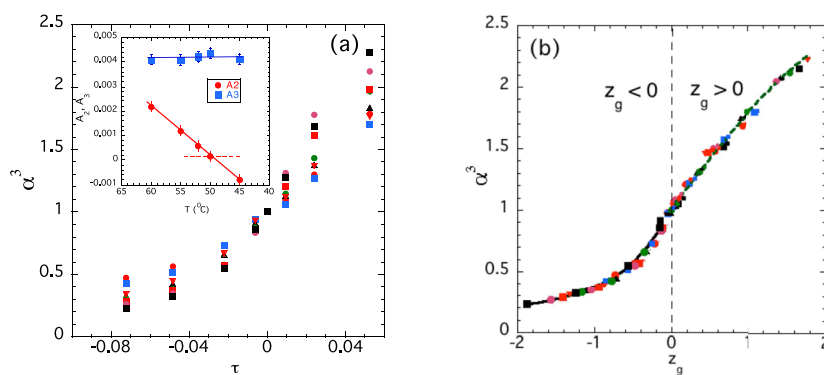 (a)
2.5
2
1.5
1
0.5
0
α³
-0.08
-0.04
0
0.04
τ
0.005
0.004
0.003
0.002
0.001
0
-0.001
A₂, A₃
65
60
55
50
45
40
T (⁰C)
A2
A3
(b)
2.5
2
1.5
1
0.5
0
α³
z_g < 0
z_g > 0
-2
-1
0
1
2
z_g